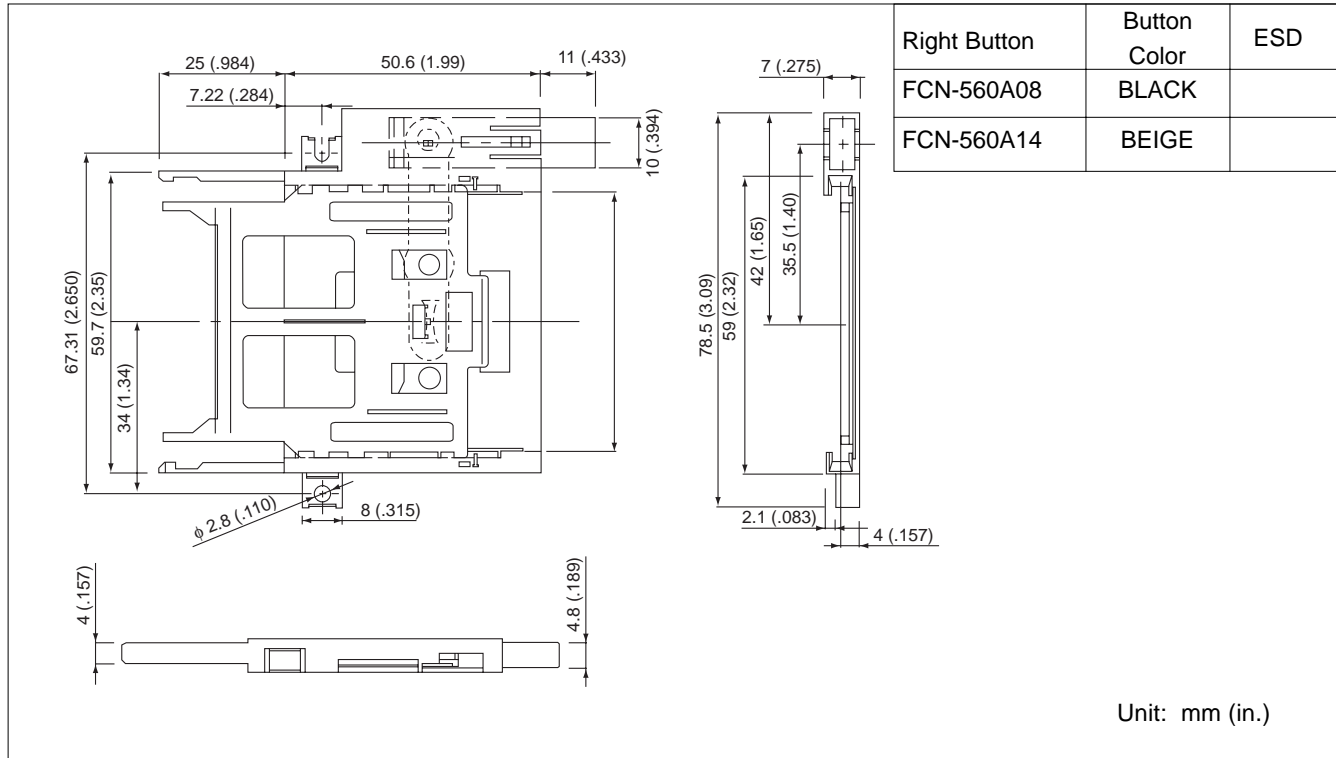 Right Button
Button Color
ESD
FCN-560A08
BLACK
FCN-560A14
BEIGE
25 (.984)
50.6 (1.99)
11 (.433)
7.22 (.284)
10 (.394)
67.31 (2.650)
59.7 (2.35)
34 (1.34)
ϕ 2.8 (.110)
8 (.315)
7 (.275)
78.5 (3.09)
59 (2.32)
42 (1.65)
35.5 (1.40)
2.1 (.083)
4 (.157)
4 (.157)
4.8 (.189)
Unit: mm (in.)